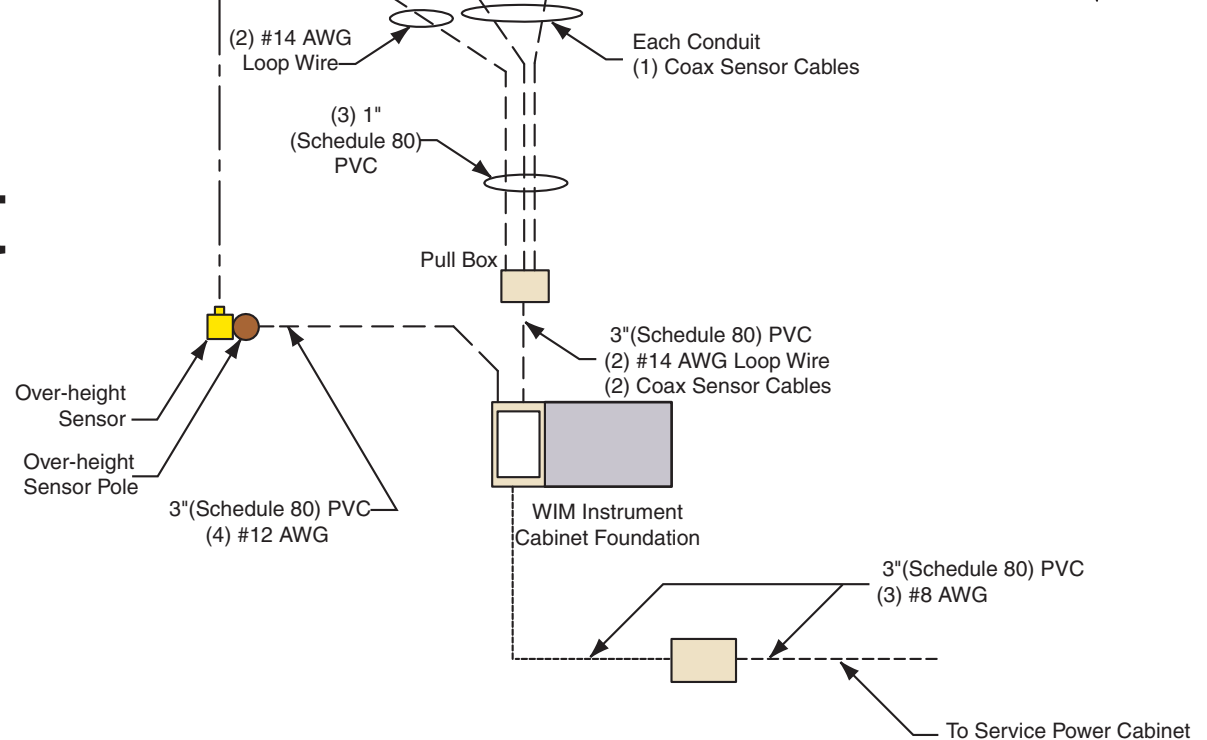 (2) #14 AWG
Loop Wire
Each Conduit
(1) Coax Sensor Cables
(3) 1"
(Schedule 80)
PVC
Pull Box
3"(Schedule 80) PVC
(2) #14 AWG Loop Wire
(2) Coax Sensor Cables
Over-height
Sensor
Over-height
Sensor Pole
3"(Schedule 80) PVC
(4) #12 AWG
WIM Instrument
Cabinet Foundation
3"(Schedule 80) PVC
(3) #8 AWG
To Service Power Cabinet